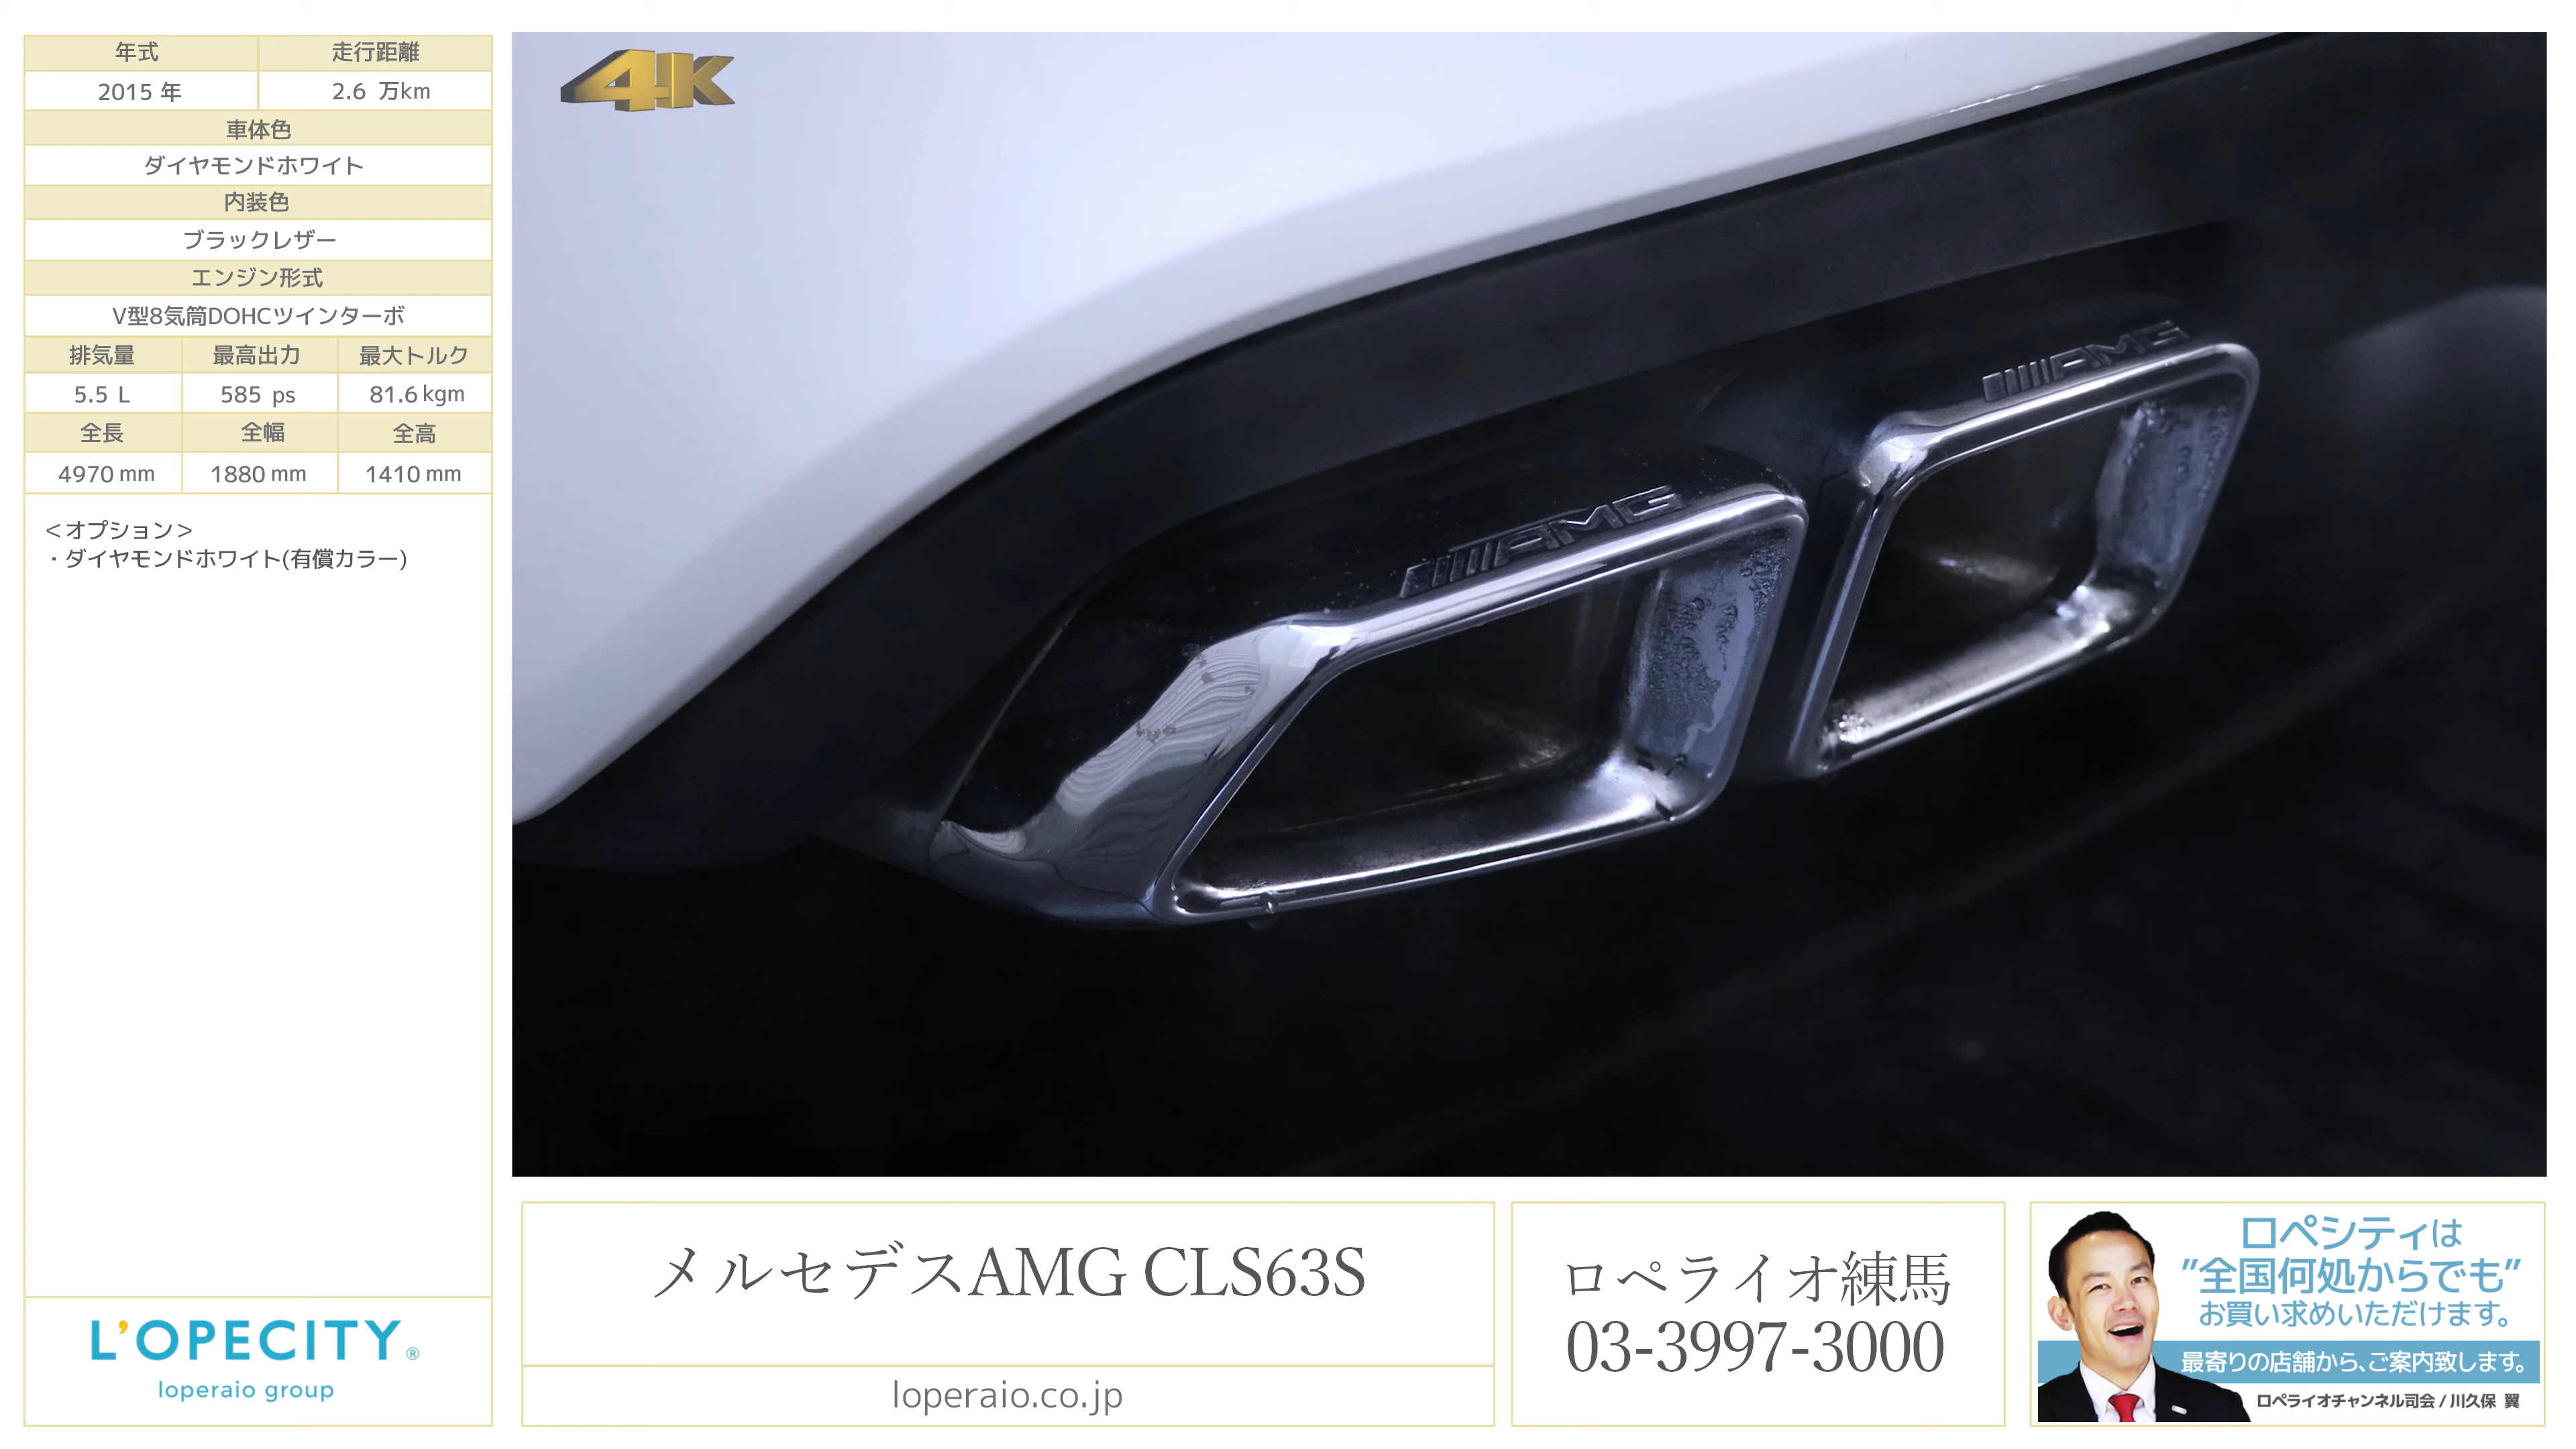 年式 走行距離
2015 年 2.6 万km
車体色
ダイヤモンドホワイト
内装色
ブラックレザー
エンジン形式
V型8気筒DOHCツインターボ
排気量 最高出力 最大トルク
5.5 L 585 ps 81.6 kgm
全長 全幅 全高
4970 mm 1880 mm 1410 mm
＜オプション＞
・ダイヤモンドホワイト(有償カラー)
L'OPECITY®
loperaio group
4K
AMG
AMG
メルセデスAMG CLS63S
loperaio.co.jp
ロペライオ練馬
03-3997-3000
ロペシティは
”全国何処からでも”
お買い求めいただけます。
最寄りの店舗から、ご案内致します。
ロペライオチャンネル司会 / 川久保 翼